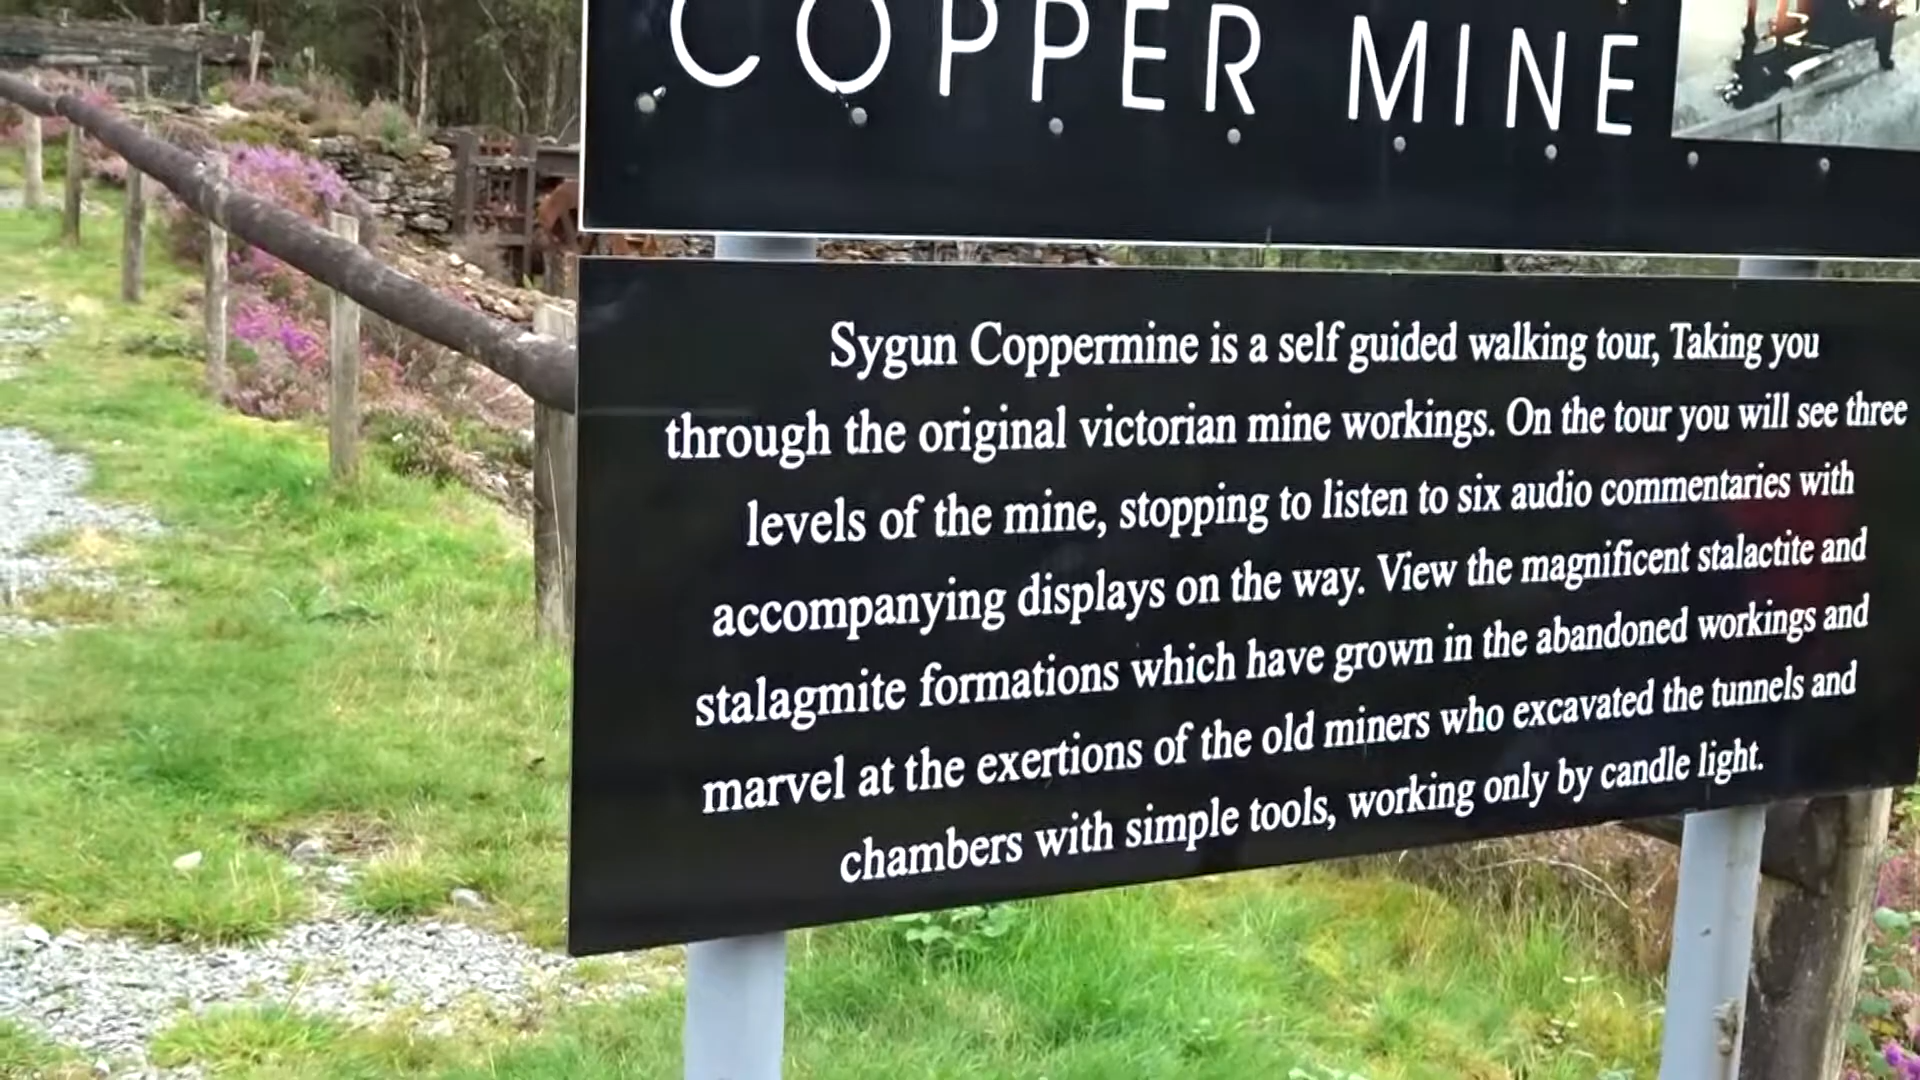 COPPER MINE
Sygun Coppermine is a self guided walking tour, Taking you
through the original victorian mine workings. On the tour you will see three
levels of the mine, stopping to listen to six audio commentaries with
accompanying displays on the way. View the magnificent stalactite and
stalagmite formations which have grown in the abandoned workings and
marvel at the exertions of the old miners who excavated the tunnels and
chambers with simple tools, working only by candle light.